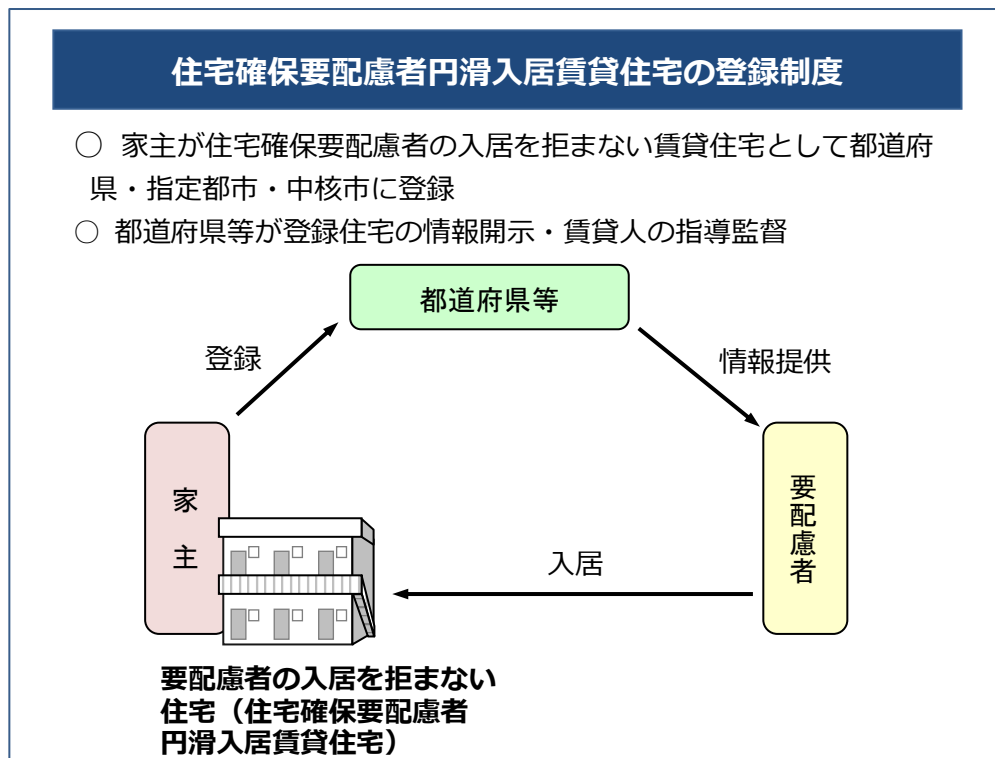 住宅確保要配慮者円滑入居賃貸住宅の登録制度
○ 家主が住宅確保要配慮者の入居を拒まない賃貸住宅として都道府
県・指定都市・中核市に登録
○ 都道府県等が登録住宅の情報開示・賃貸人の指導監督
都道府県等
登録
情報提供
家主
要配慮者
入居
要配慮者の入居を拒まない
住宅（住宅確保要配慮者
円滑入居賃貸住宅）